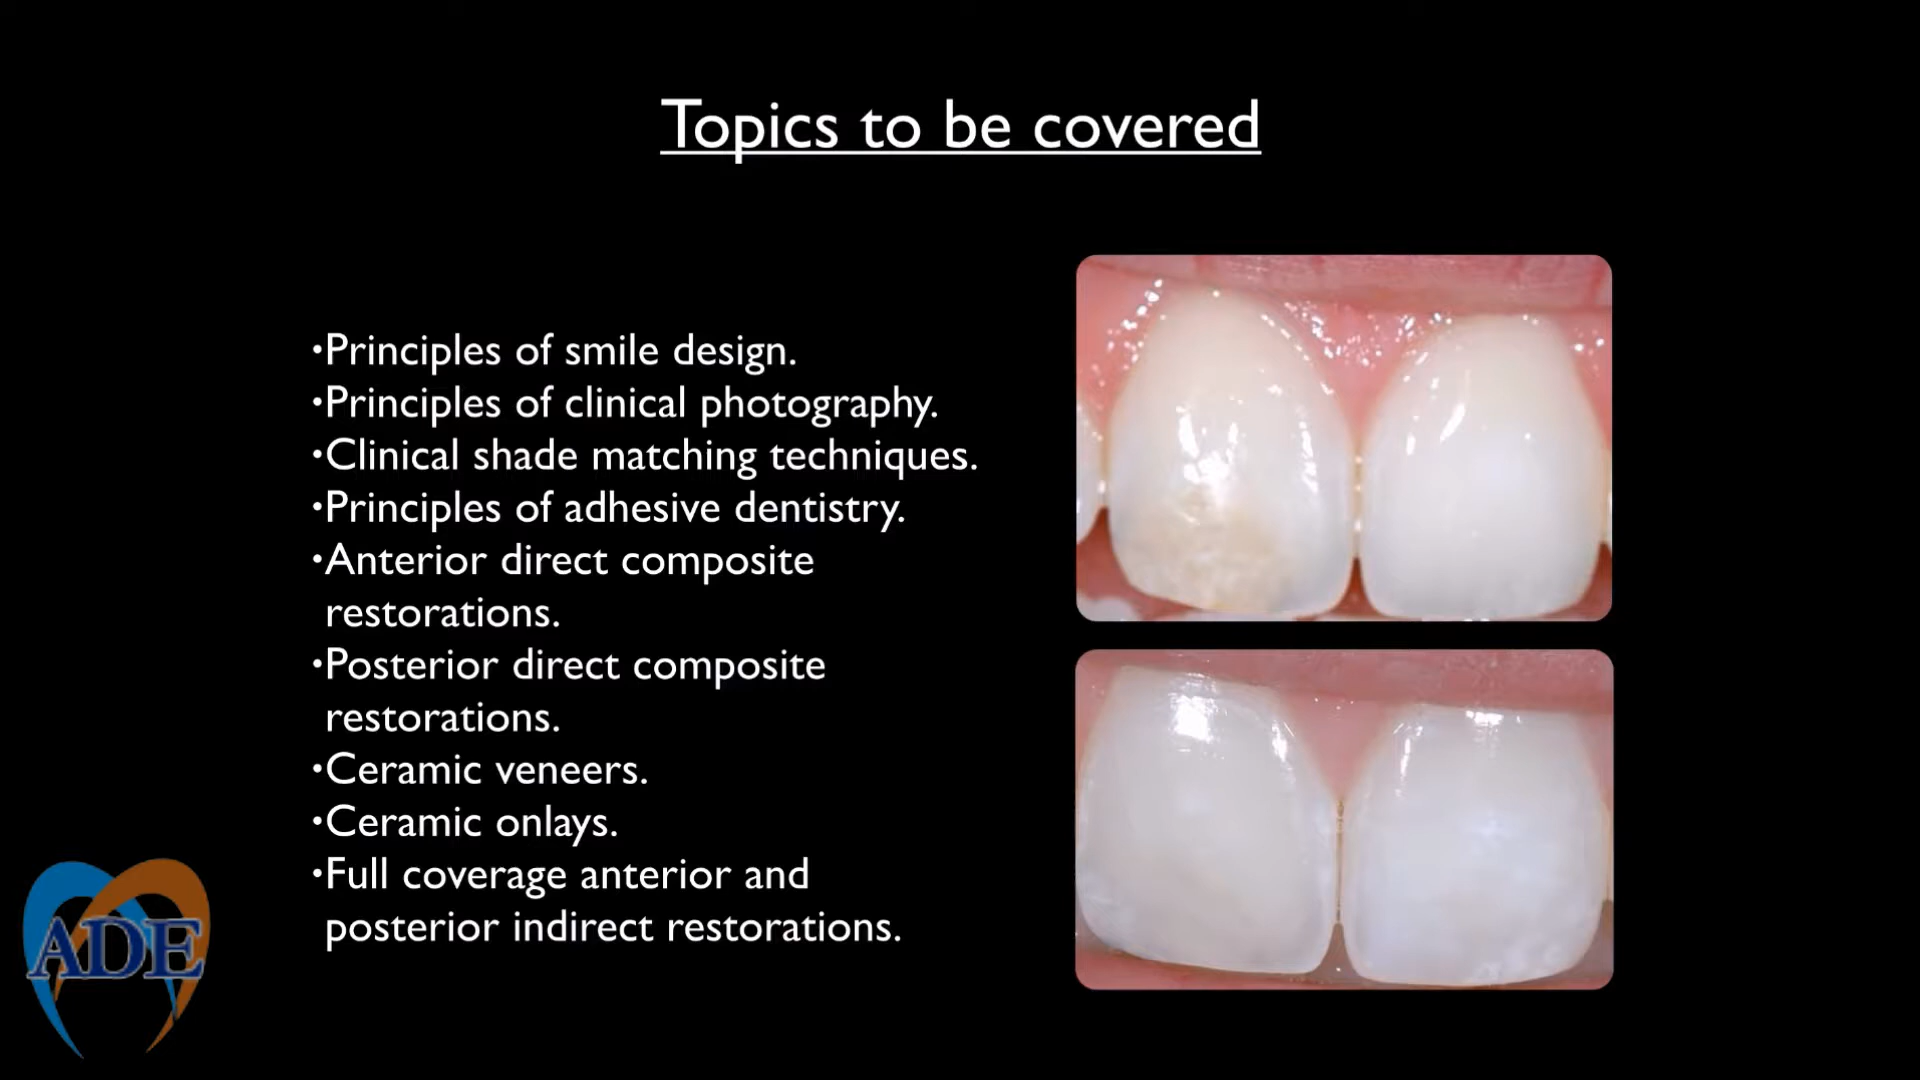 Topics to be covered
•Principles of smile design.
•Principles of clinical photography.
•Clinical shade matching techniques.
•Principles of adhesive dentistry.
•Anterior direct composite
restorations.
•Posterior direct composite
restorations.
•Ceramic veneers.
•Ceramic onlays.
•Full coverage anterior and
posterior indirect restorations.
ADE